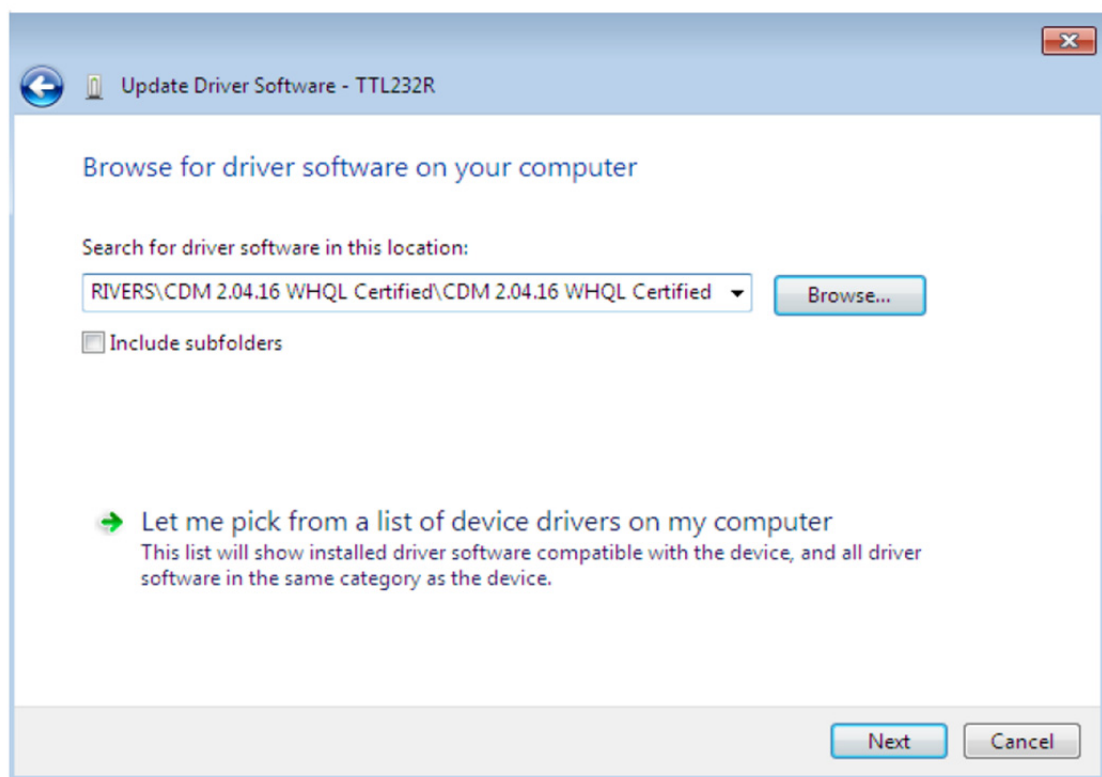 Update Driver Software - TTL232R
Browse for driver software on your computer
Search for driver software in this location:
RIVERS\CDM 2.04.16 WHQL Certified\CDM 2.04.16 WHQL Certified
Browse...
Include subfolders
Let me pick from a list of device drivers on my computer
This list will show installed driver software compatible with the device, and all driver
software in the same category as the device.
Next
Cancel